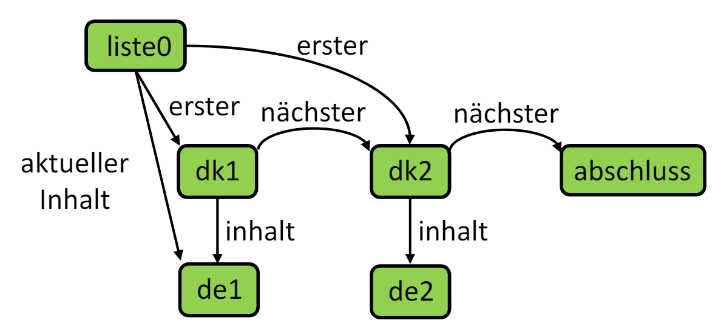 liste0
erster
erster
nächster
nächster
aktueller
Inhalt
dk1
dk2
abschluss
inhalt
inhalt
de1
de2